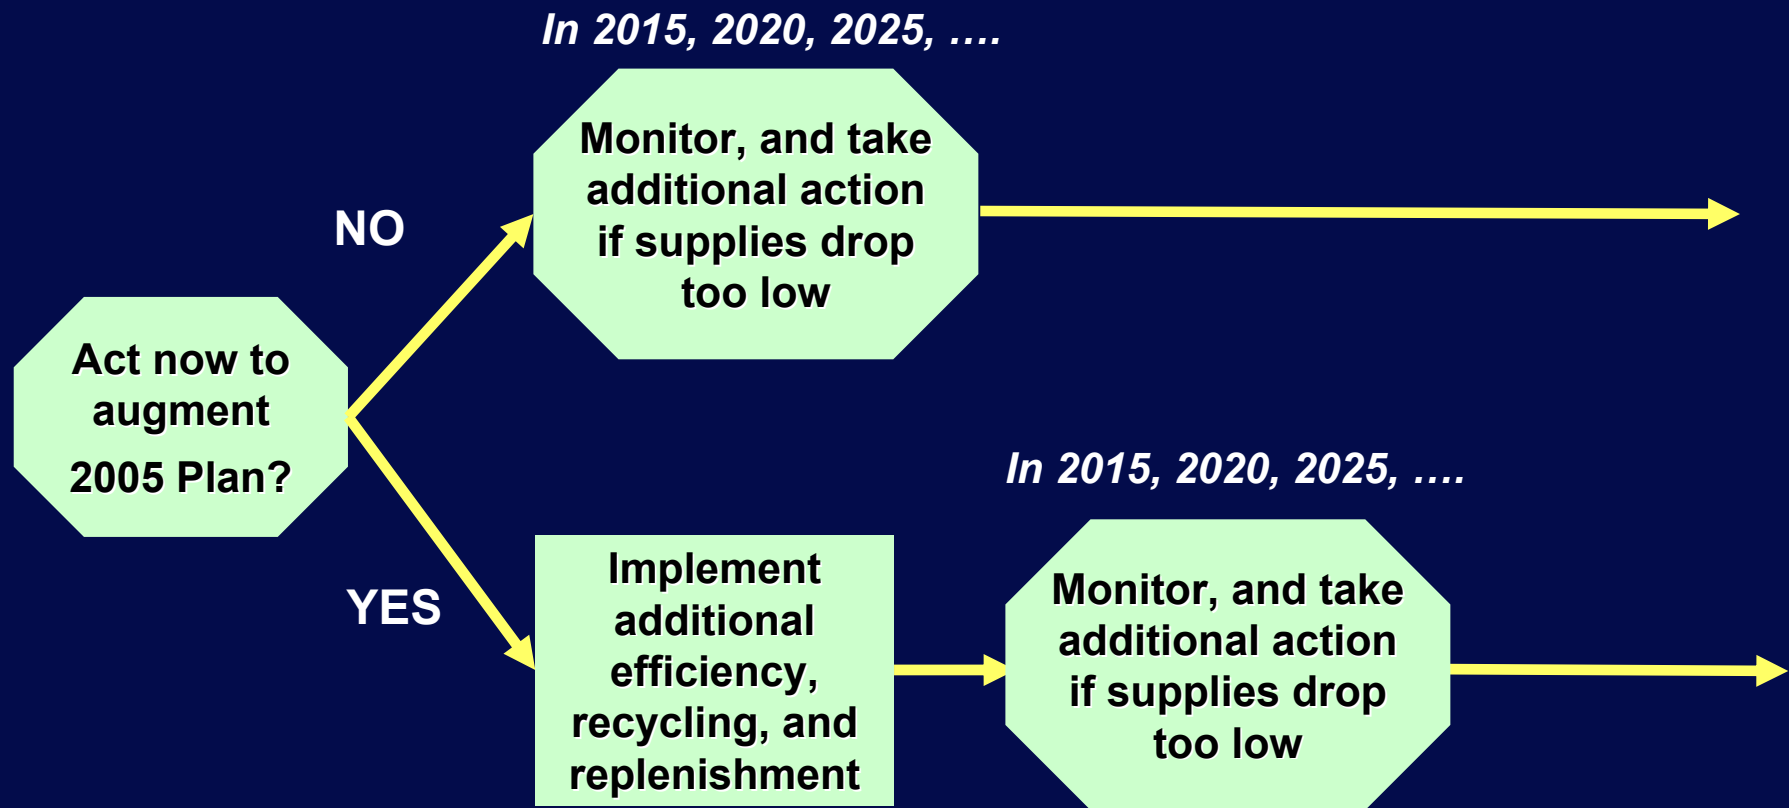 In 2015, 2020, 2025, ....
Monitor, and take
additional action
if supplies drop
too low
NO
Act now to
augment
2005 Plan?
YES
Implement
additional
efficiency,
recycling, and
replenishment
In 2015, 2020, 2025, ....
Monitor, and take
additional action
if supplies drop
too low